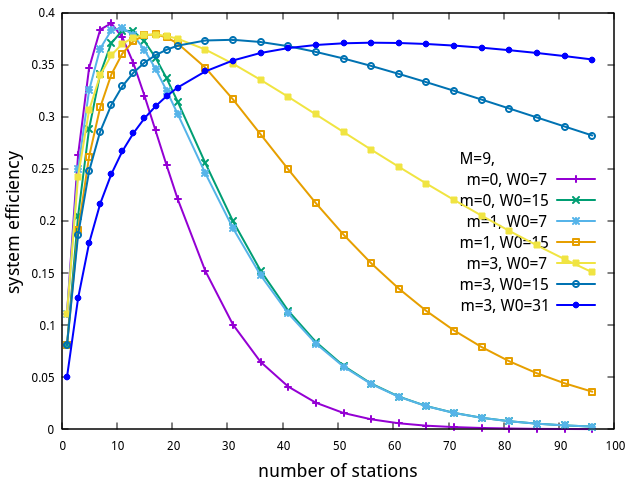 0.4
0.35
0.3
0.25
0.2
0.15
0.1
0.05
0
system efficiency
M=9,
m=0, W0=7
m=0, W0=15
m=1, W0=7
m=1, W0=15
m=3, W0=7
m=3, W0=15
m=3, W0=31
0 10 20 30 40 50 60 70 80 90 100
number of stations